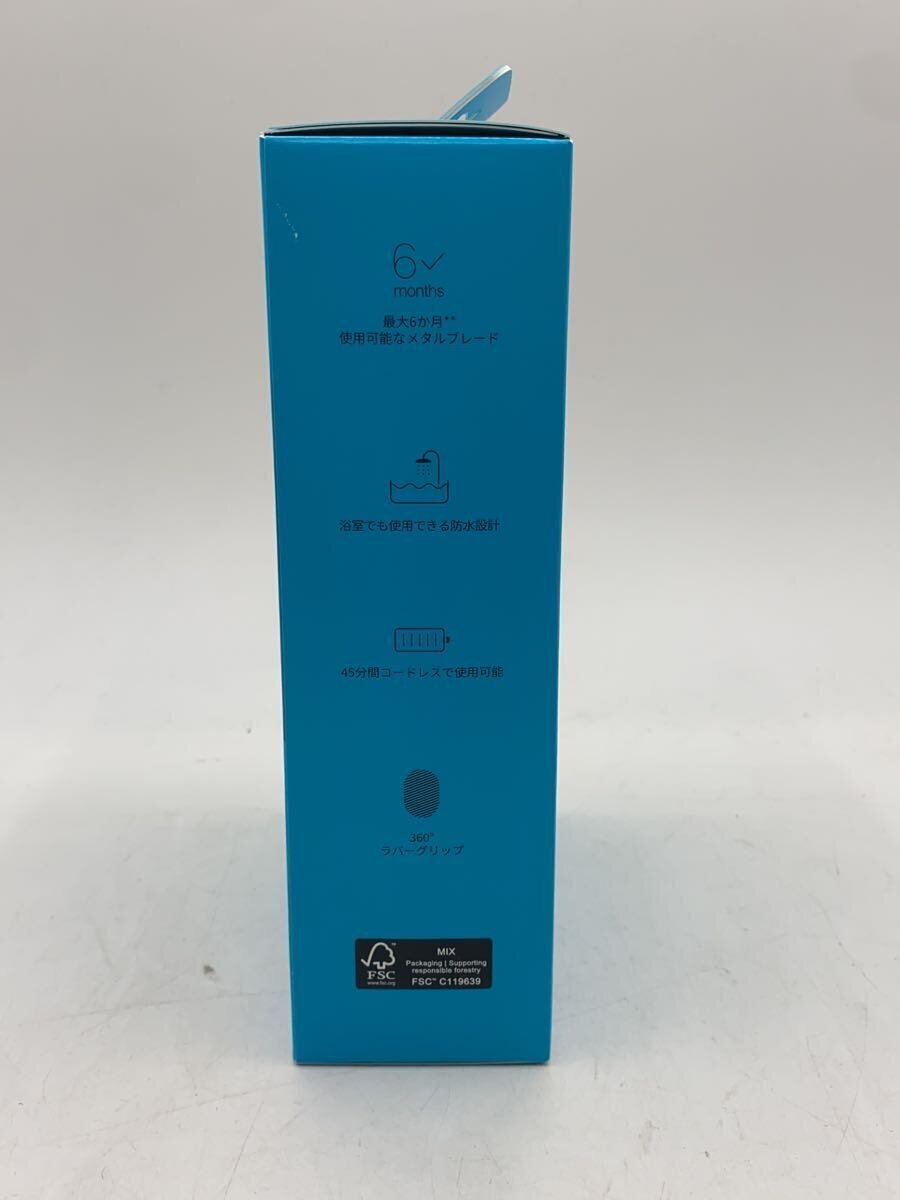 6
months
最大6か月**
使用可能なメタルブレード
浴室でも使用できる防水設計
45分間コードレスで使用可能
360°
ラバーグリップ
FSC™
www.fsc.org
MIX
Packaging | Supporting
responsible forestry
FSC™ C119639